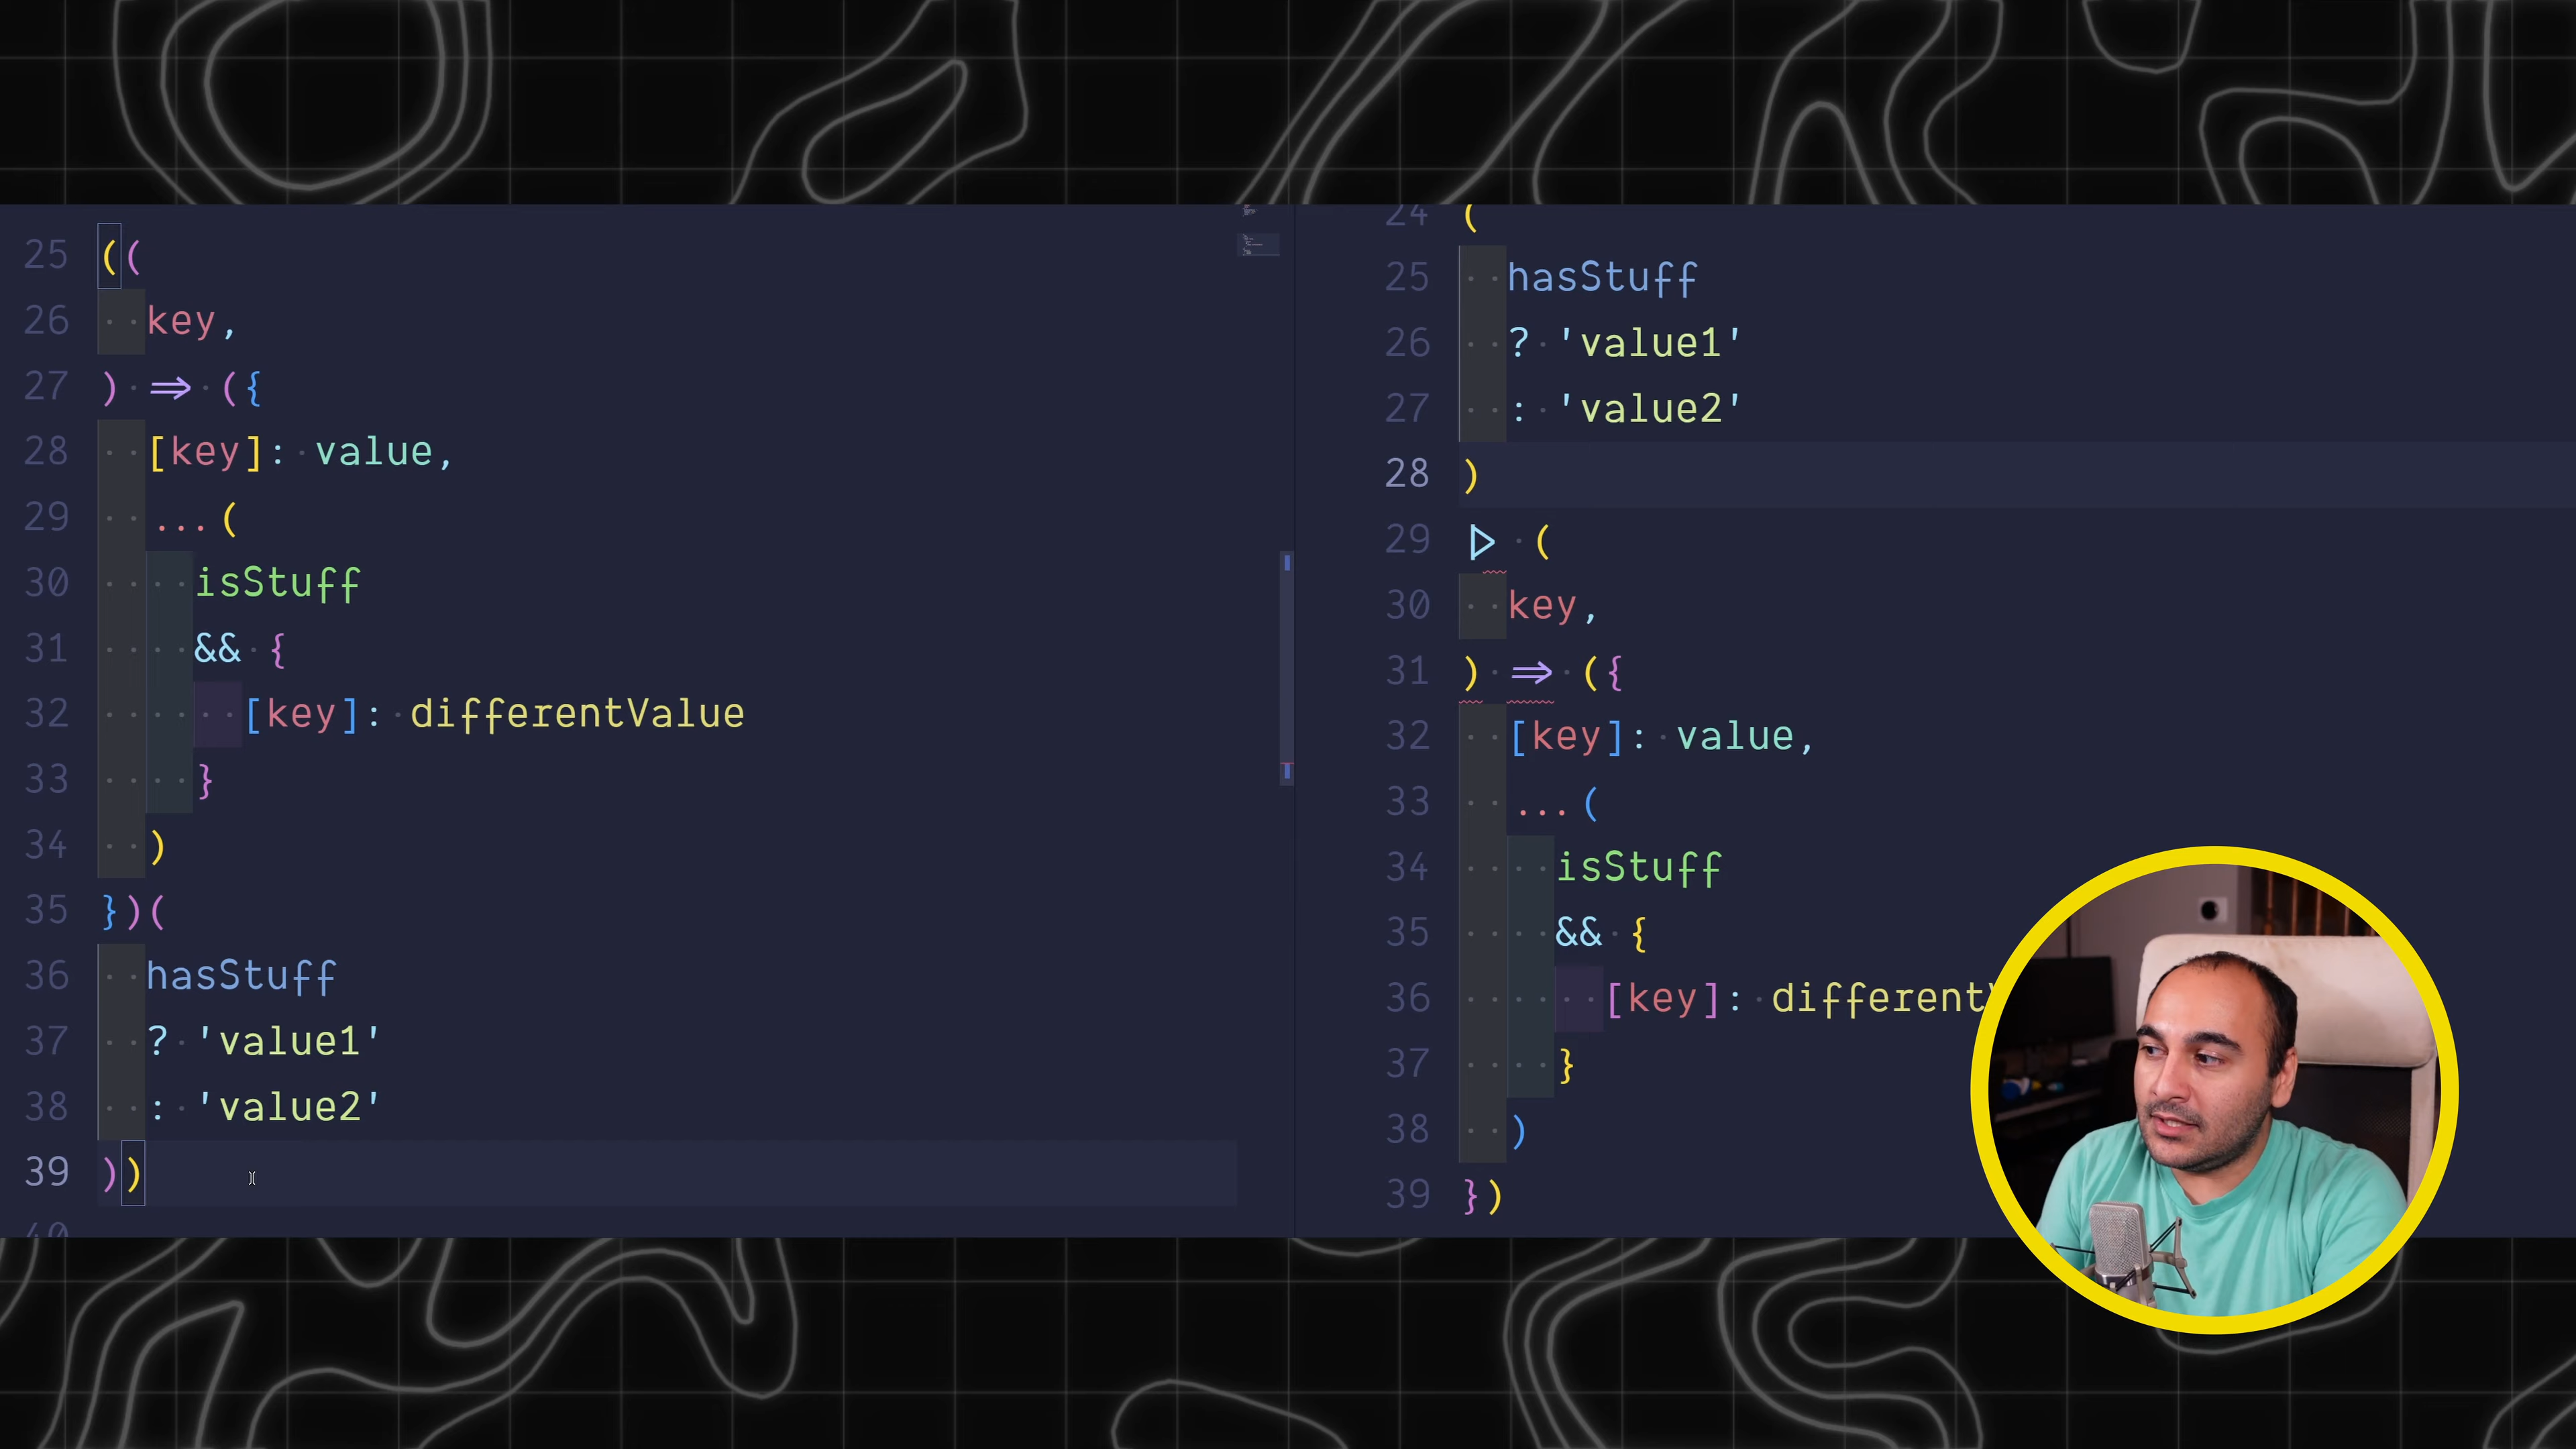 25 ((
26 key,
27 ) => ({
28 [key]: value,
29 ...(
30 isStuff
31 && {
32 [key]: differentValue
33 }
34 )
35 })(
36 hasStuff
37 ? 'value1'
38 : 'value2'
39 ))
40
24 (
25 hasStuff
26 ? 'value1'
27 : 'value2'
28 )
29 |> (
30 key,
31 ) => ({
32 [key]: value,
33 ...(
34 isStuff
35 && {
36 [key]: different
37 }
38 )
39 })